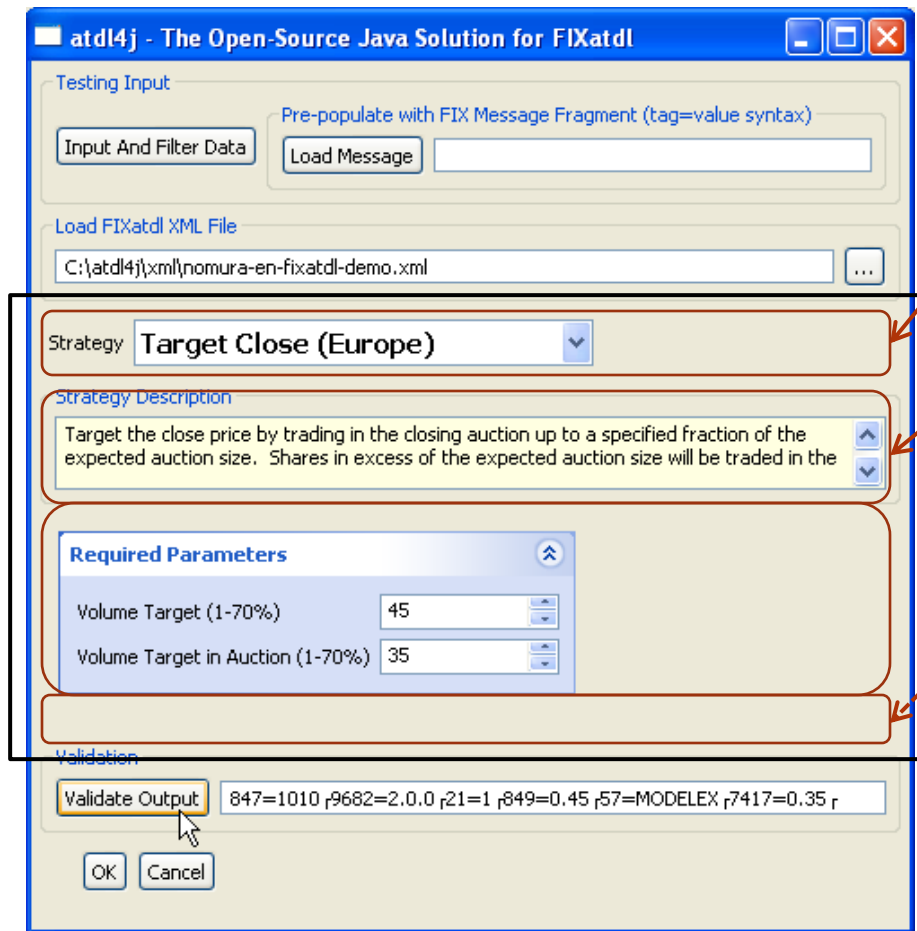 atdl4j - The Open-Source Java Solution for FIXatdl
Testing Input
Pre-populate with FIX Message Fragment (tag=value syntax)
Input And Filter Data
Load Message
Load FIXatdl XML File
C:\atdl4j\xml\nomura-en-fixatdl-demo.xml
...
Strategy Target Close (Europe)
Strategy Description
Target the close price by trading in the closing auction up to a specified fraction of the
expected auction size. Shares in excess of the expected auction size will be traded in the
Required Parameters
Volume Target (1-70%) 45
Volume Target in Auction (1-70%) 35
Validation
Validate Output 847=1010 ┌9682=2.0.0 ┌21=1 ┌849=0.45 ┌57=MODELEX ┌7417=0.35 ┌
OK Cancel